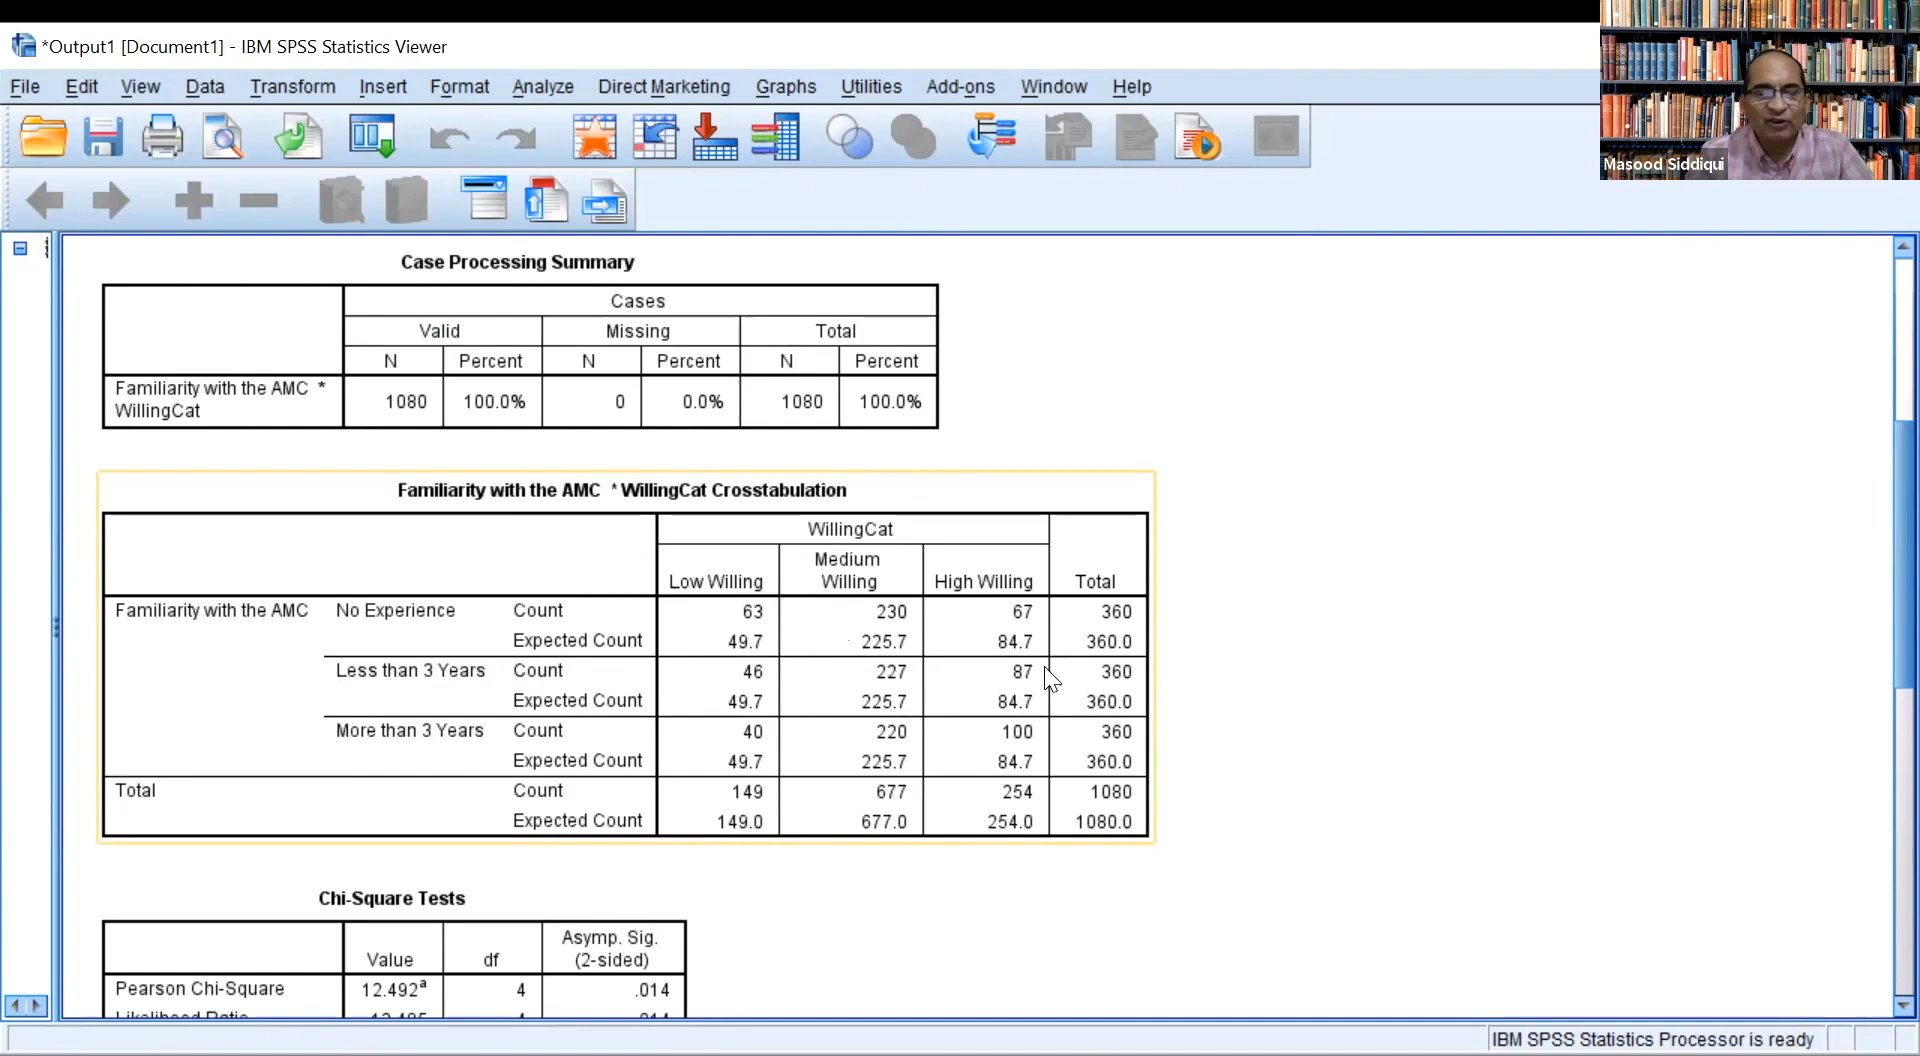 *Output1 [Document1] - IBM SPSS Statistics Viewer
File Edit View Data Transform Insert Format Analyze Direct Marketing Graphs Utilities Add-ons Window Help
Masood Siddiqui
Case Processing Summary
Cases
Valid Missing Total
N Percent N Percent N Percent
Familiarity with the AMC *
WillingCat 1080 100.0% 0 0.0% 1080 100.0%
Familiarity with the AMC * WillingCat Crosstabulation
WillingCat
Low Willing Medium Willing High Willing Total
Familiarity with the AMC No Experience Count 63 230 67 360
Expected Count 49.7 225.7 84.7 360.0
Less than 3 Years Count 46 227 87 360
Expected Count 49.7 225.7 84.7 360.0
More than 3 Years Count 40 220 100 360
Expected Count 49.7 225.7 84.7 360.0
Total Count 149 677 254 1080
Expected Count 149.0 677.0 254.0 1080.0
Chi-Square Tests
Value df Asymp. Sig. (2-sided)
Pearson Chi-Square 12.492a 4 .014
Likelihood Ratio
IBM SPSS Statistics Processor is ready